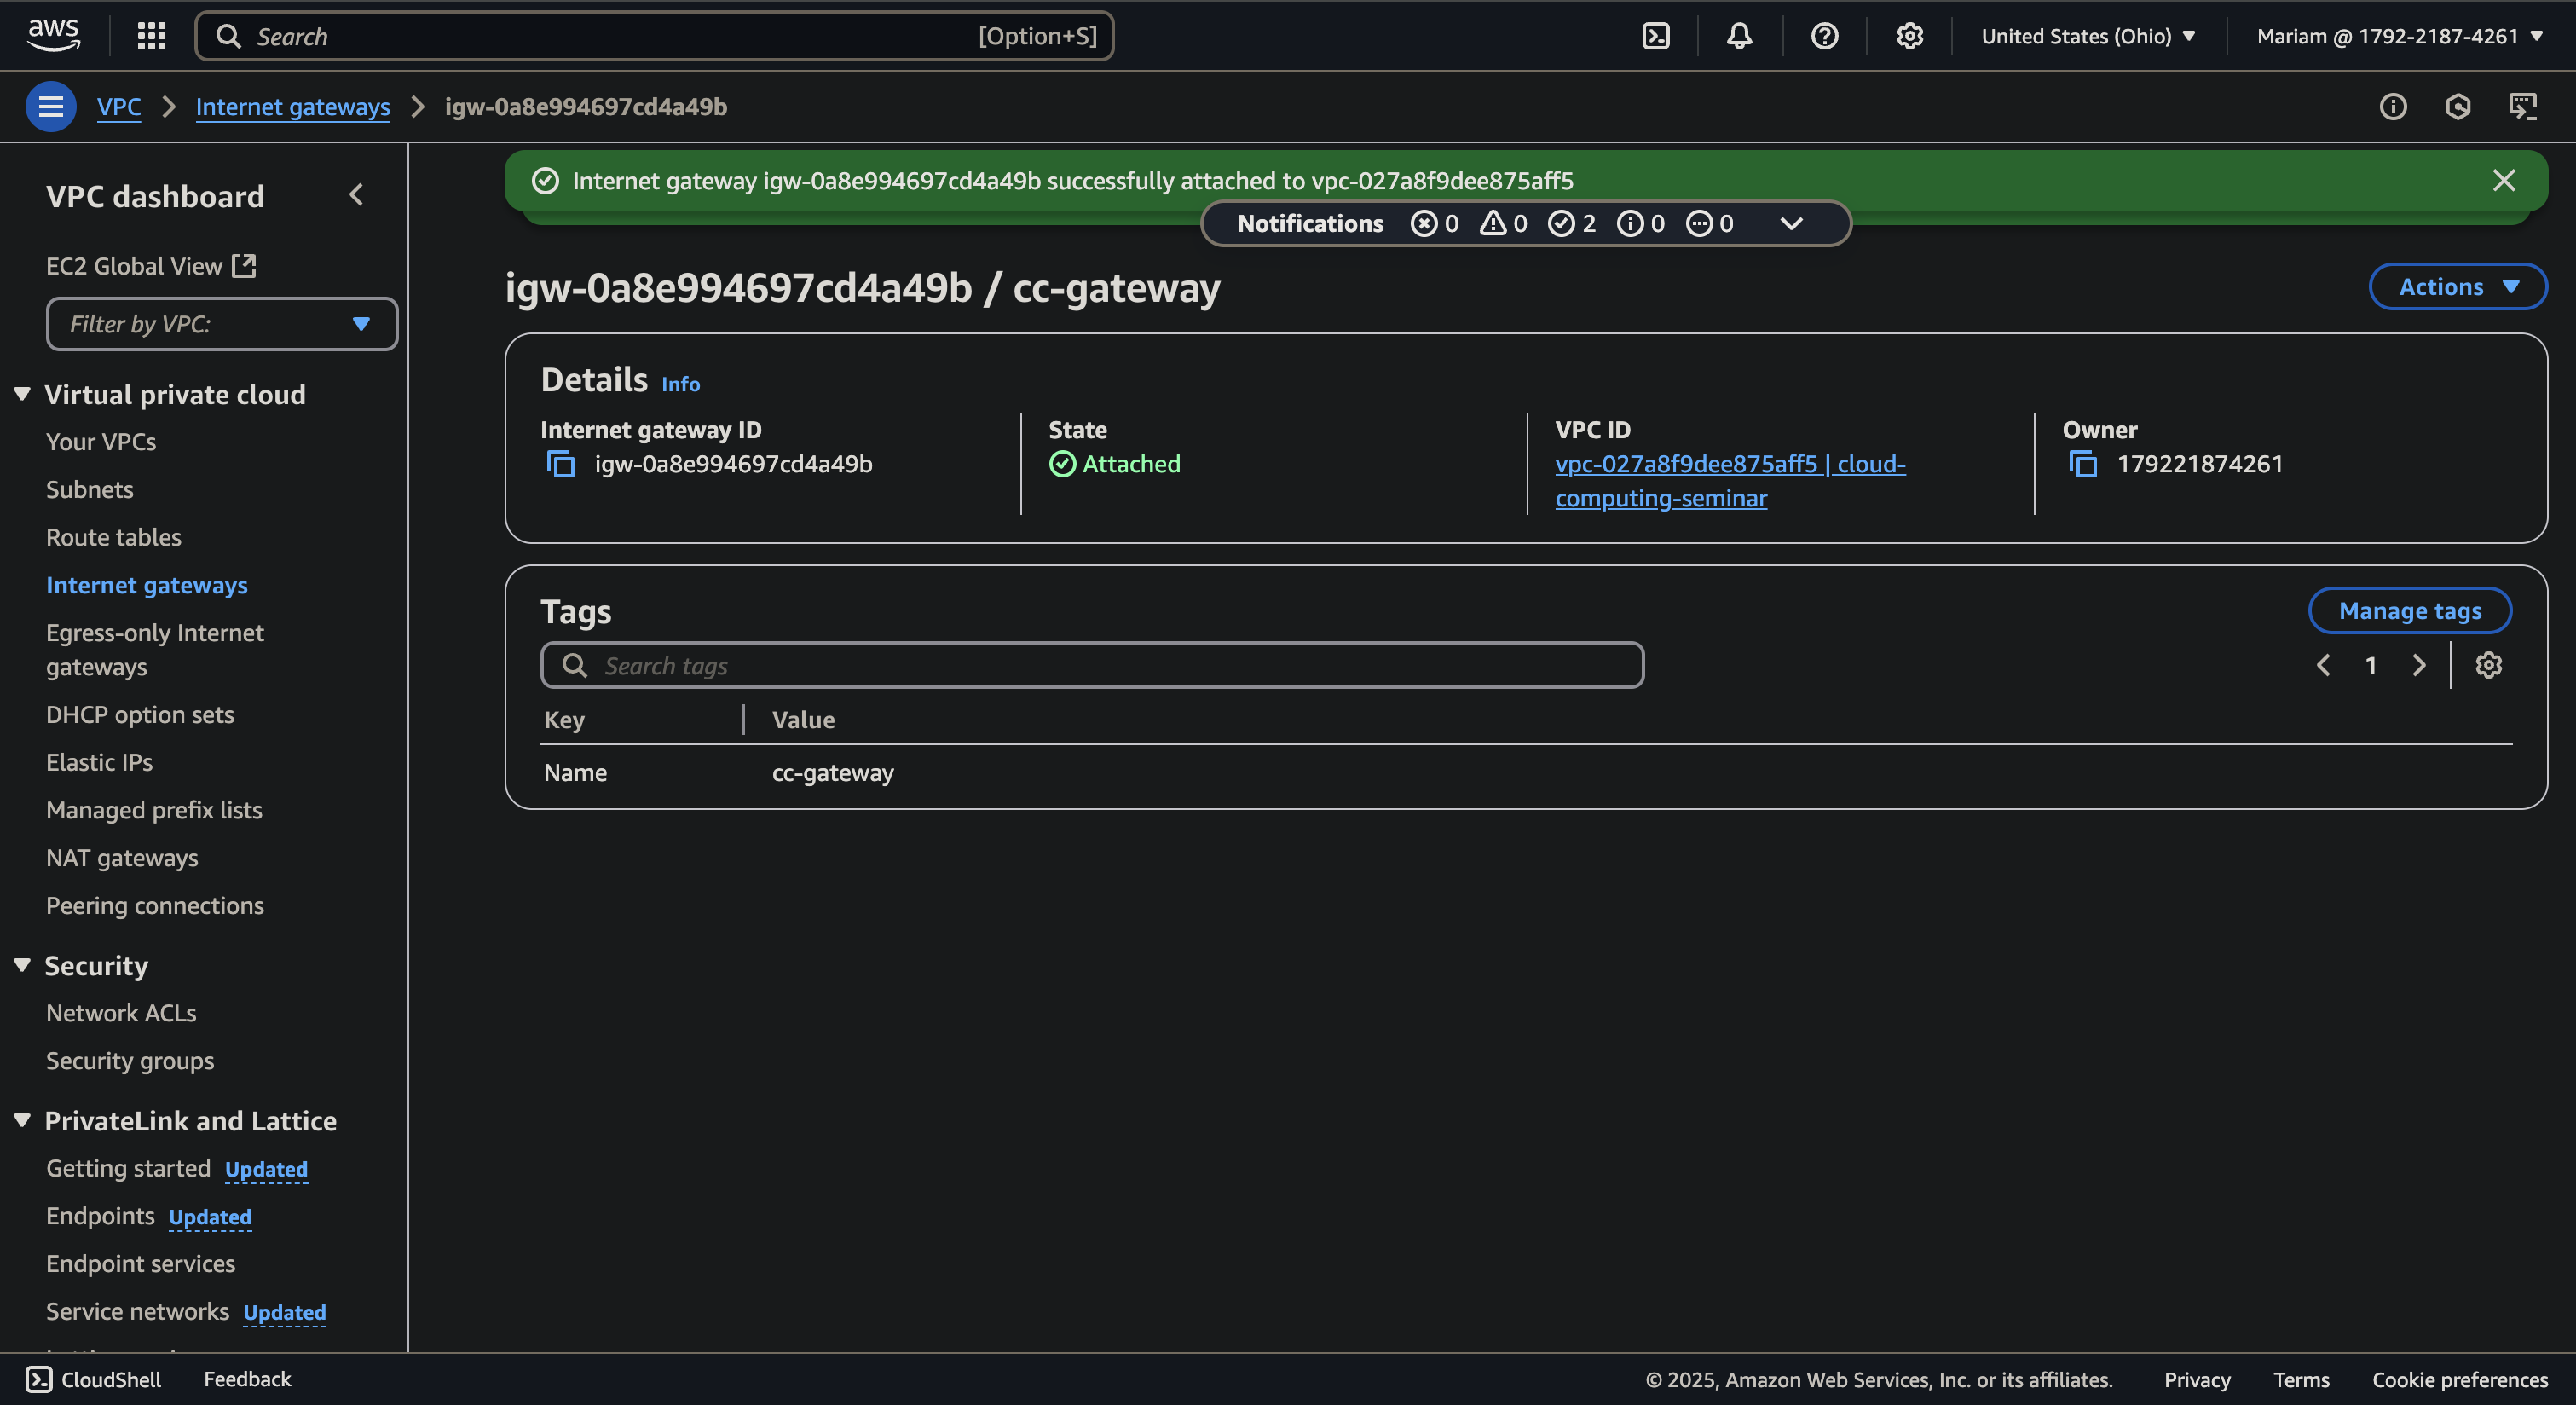 aws
Search [Option+S]
United States (Ohio)
Mariam @ 1792-2187-4261
VPC
Internet gateways
igw-0a8e994697cd4a49b
VPC dashboard
EC2 Global View
Filter by VPC:
Virtual private cloud
Your VPCs
Subnets
Route tables
Internet gateways
Egress-only Internet
gateways
DHCP option sets
Elastic IPs
Managed prefix lists
NAT gateways
Peering connections
Security
Network ACLs
Security groups
PrivateLink and Lattice
Getting started Updated
Endpoints Updated
Endpoint services
Service networks Updated
Internet gateway igw-0a8e994697cd4a49b successfully attached to vpc-027a8f9dee875aff5
Notifications 0 0 2 0 0
igw-0a8e994697cd4a49b / cc-gateway
Actions
Details Info
Internet gateway ID
igw-0a8e994697cd4a49b
State
Attached
VPC ID
vpc-027a8f9dee875aff5 | cloud-
computing-seminar
Owner
179221874261
Tags
Manage tags
Search tags
1
Key Value
Name cc-gateway
CloudShell
Feedback
© 2025, Amazon Web Services, Inc. or its affiliates.
Privacy
Terms
Cookie preferences